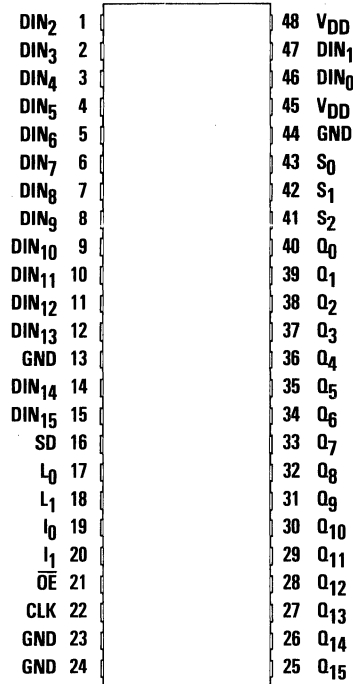 DIN2 1 48 VDD
DIN3 2 47 DIN1
DIN4 3 46 DIN0
DIN5 4 45 VDD
DIN6 5 44 GND
DIN7 6 43 S0
DIN8 7 42 S1
DIN9 8 41 S2
DIN10 9 40 Q0
DIN11 10 39 Q1
DIN12 11 38 Q2
DIN13 12 37 Q3
GND 13 36 Q4
DIN14 14 35 Q5
DIN15 15 34 Q6
SD 16 33 Q7
L0 17 32 Q8
L1 18 31 Q9
I0 19 30 Q10
I1 20 29 Q11
O̅E̅ 21 28 Q12
CLK 22 27 Q13
GND 23 26 Q14
GND 24 25 Q15